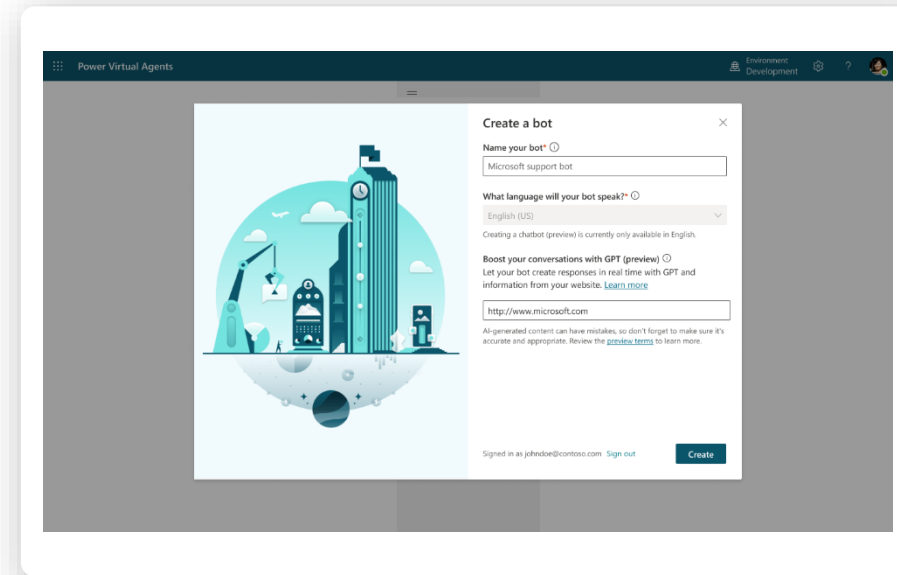 Power Virtual Agents
Environment
Development
?
Create a bot
Name your bot*
Microsoft support bot
What language will your bot speak?*
English (US)
Creating a chatbot (preview) is currently only available in English.
Boost your conversations with GPT (preview)
Let your bot create responses in real time with GPT and
information from your website. Learn more
http://www.microsoft.com
AI-generated content can have mistakes, so don't forget to make sure it's
accurate and appropriate. Review the preview terms to learn more.
Signed in as johndoe@contoso.com Sign out
Create